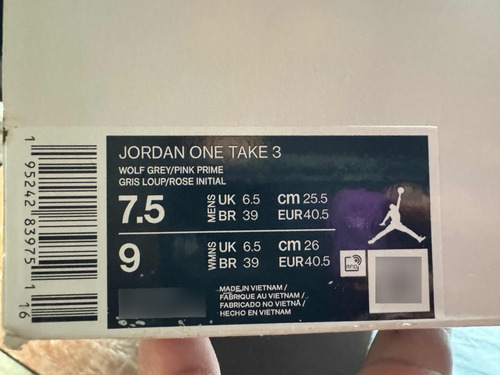 JORDAN ONE TAKE 3
WOLF GREY/PINK PRIME
GRIS LOUP/ROSE INITIAL
7.5 MENS UK 6.5 cm 25.5
BR 39 EUR 40.5
9 WMNS UK 6.5 cm 26
BR 39 EUR 40.5
RFID
MADE IN VIETNAM /
FABRIQUÉ AU VIETNAM /
FABRICADO NO VIETNÃ /
HECHO EN VIETNAM
1 95242 83975 1 16